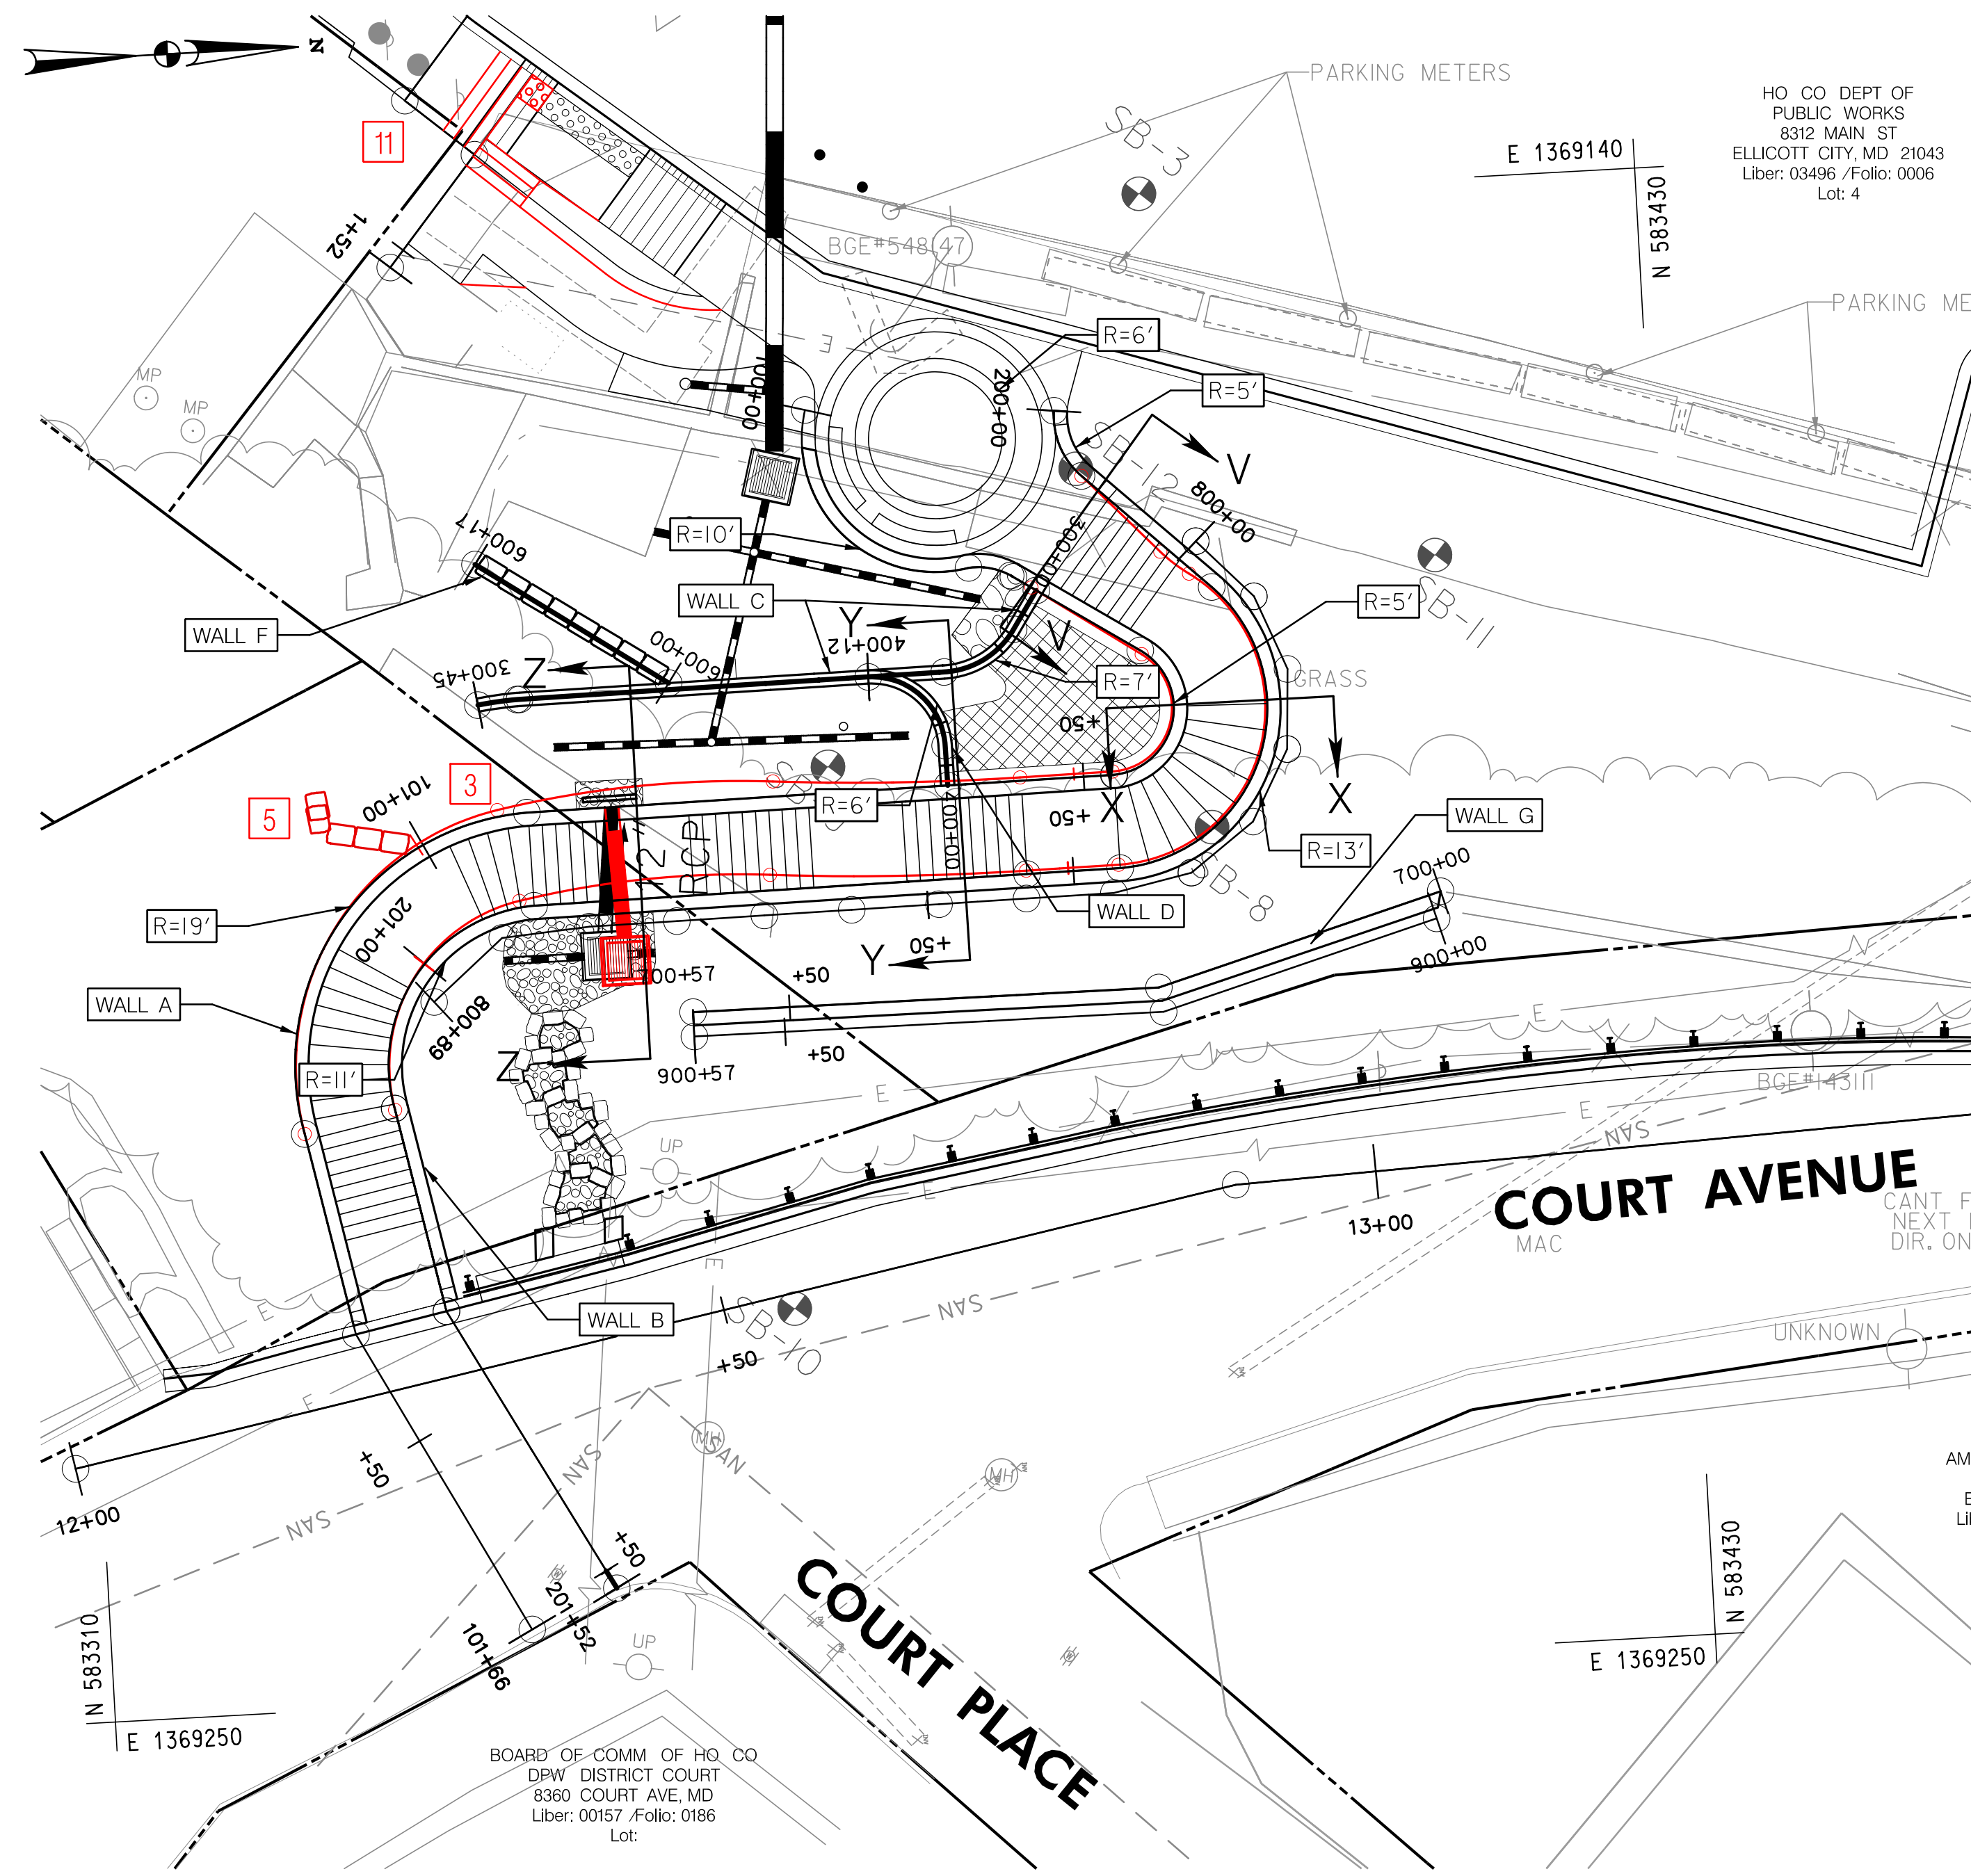 N
PARKING METERS
HO CO DEPT OF
PUBLIC WORKS
8312 MAIN ST
ELLICOTT CITY, MD 21043
Liber: 03496 /Folio: 0006
Lot: 4
11
SB-3
E 1369140
N 583430
1+52
BGE#548147
E
PARKING ME
R=6'
R=5'
MP
MP
200+00
SB-12
V
800+00
R=10'
600+17
300+00
WALL C
R=5'
SB-11
WALL F
Y
400+12
V
600+00
300+45
Z
R=7'
GRASS
+50
X
3
101+00
5
R=6'
+50
X
WALL G
12"
RCP
400+00
R=13'
700+00
SB-8
R=19'
201+00
WALL D
Y
+50
900+00
WALL A
+50
800+89
Z
+50
900+57
R=11'
E
E
BGE#143111
E
SAN
UP
E
COURT AVENUE
13+00
MAC
CANT F
NEXT
DIR. ON
E
E
SAN
WALL B
SB-10
+50
UNKNOWN
E
MH
SAN
SAN
MH
+50
12+00
SAN
AM
+50
COURT PLACE
N 583430
201+52
E 1369250
101+66
UP
N 583310
E 1369250
BOARD OF COMM OF HO CO
DPW DISTRICT COURT
8360 COURT AVE, MD
Liber: 00157 /Folio: 0186
Lot: